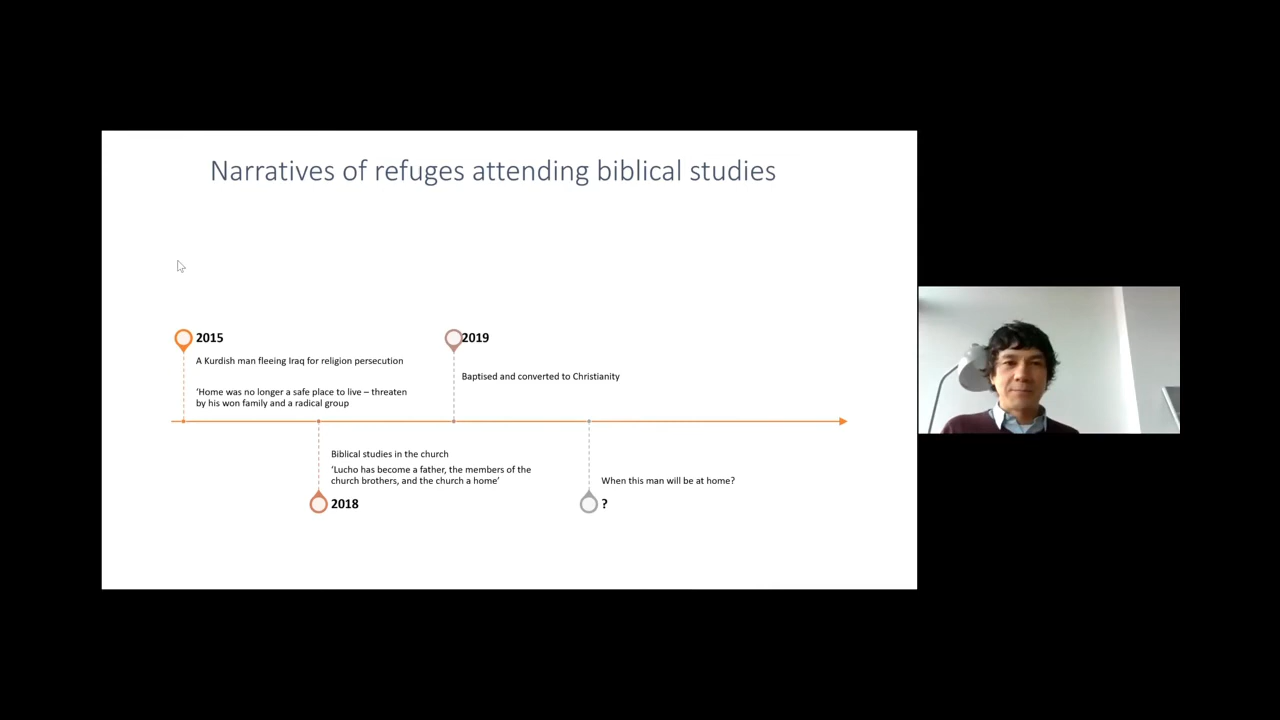 Narratives of refuges attending biblical studies
2015
A Kurdish man fleeing Iraq for religion persecution
‘Home was no longer a safe place to live – threaten
by his won family and a radical group
2019
Baptised and converted to Christianity
Biblical studies in the church
‘Lucho has become a father, the members of the
church brothers, and the church a home’
2018
When this man will be at home?
?